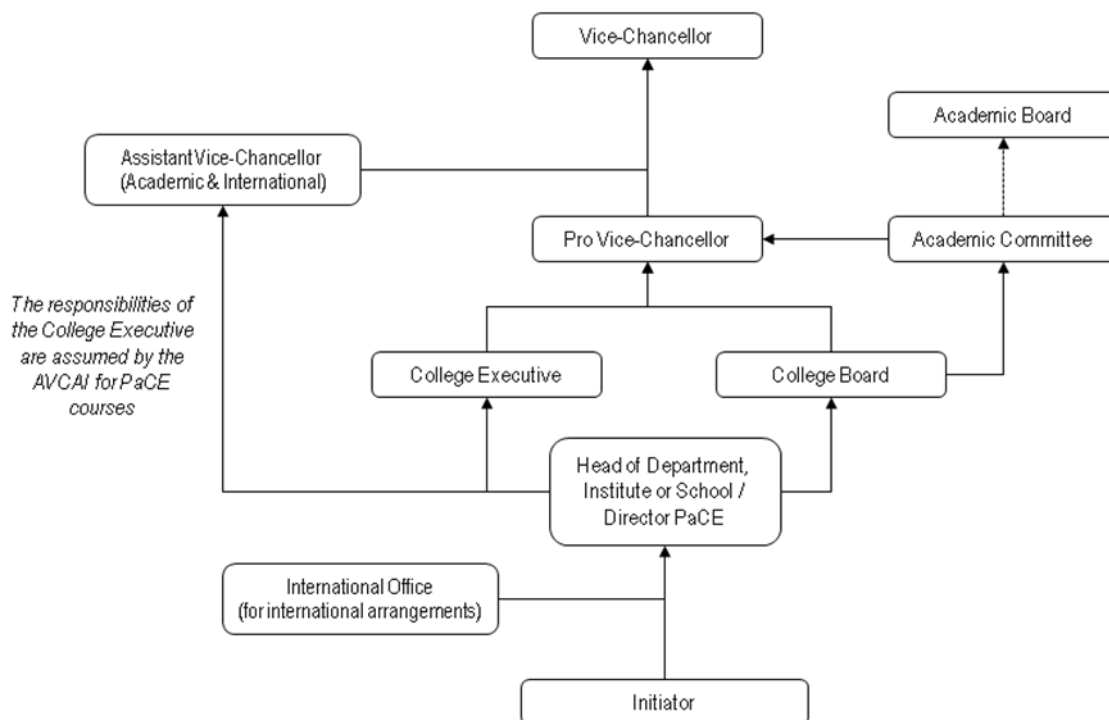 Vice-Chancellor
Academic Board
Assistant Vice-Chancellor
(Academic & International)
Pro Vice-Chancellor
Academic Committee
The responsibilities of
the College Executive
are assumed by the
AVCAI for PaCE
courses
College Executive
College Board
Head of Department,
Institute or School /
Director PaCE
International Office
(for international arrangements)
Initiator